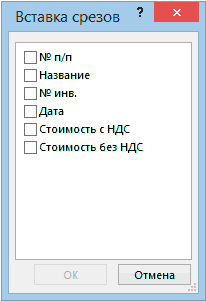 Вставка срезов ?
№ п/п
Название
№ инв.
Дата
Стоимость с НДС
Стоимость без НДС
ОК Отмена